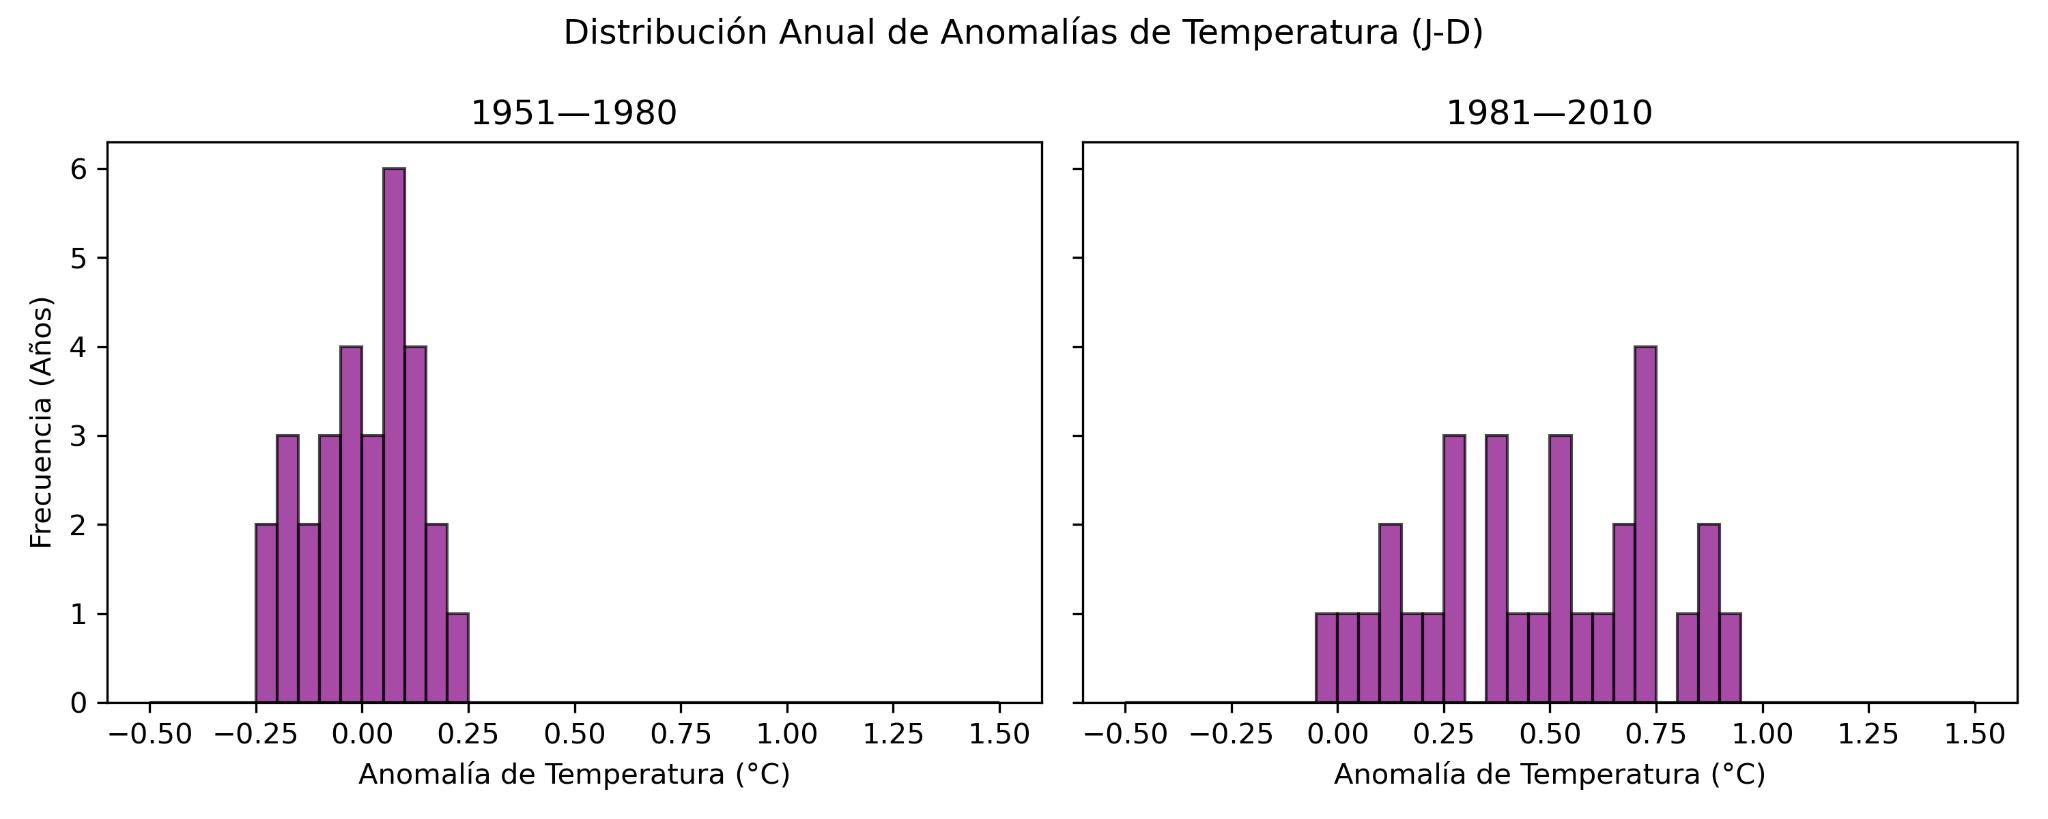 Distribución Anual de Anomalías de Temperatura (J-D)
1951—1980
1981—2010
Frecuencia (Años)
6
5
4
3
2
1
0
−0.50 −0.25 0.00 0.25 0.50 0.75 1.00 1.25 1.50
−0.50 −0.25 0.00 0.25 0.50 0.75 1.00 1.25 1.50
Anomalía de Temperatura (°C)
Anomalía de Temperatura (°C)